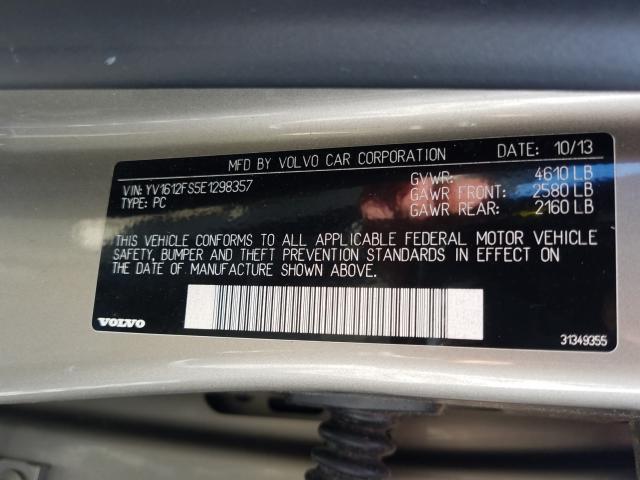 MFD BY VOLVO CAR CORPORATION DATE: 10/13
VIN: YV1612FS5E1298357 GVWR: 4610 LB
TYPE: PC GAWR FRONT: 2580 LB
GAWR REAR: 2160 LB
THIS VEHICLE CONFORMS TO ALL APPLICABLE FEDERAL MOTOR VEHICLE
SAFETY, BUMPER AND THEFT PREVENTION STANDARDS IN EFFECT ON
THE DATE OF MANUFACTURE SHOWN ABOVE.
VOLVO 31349355